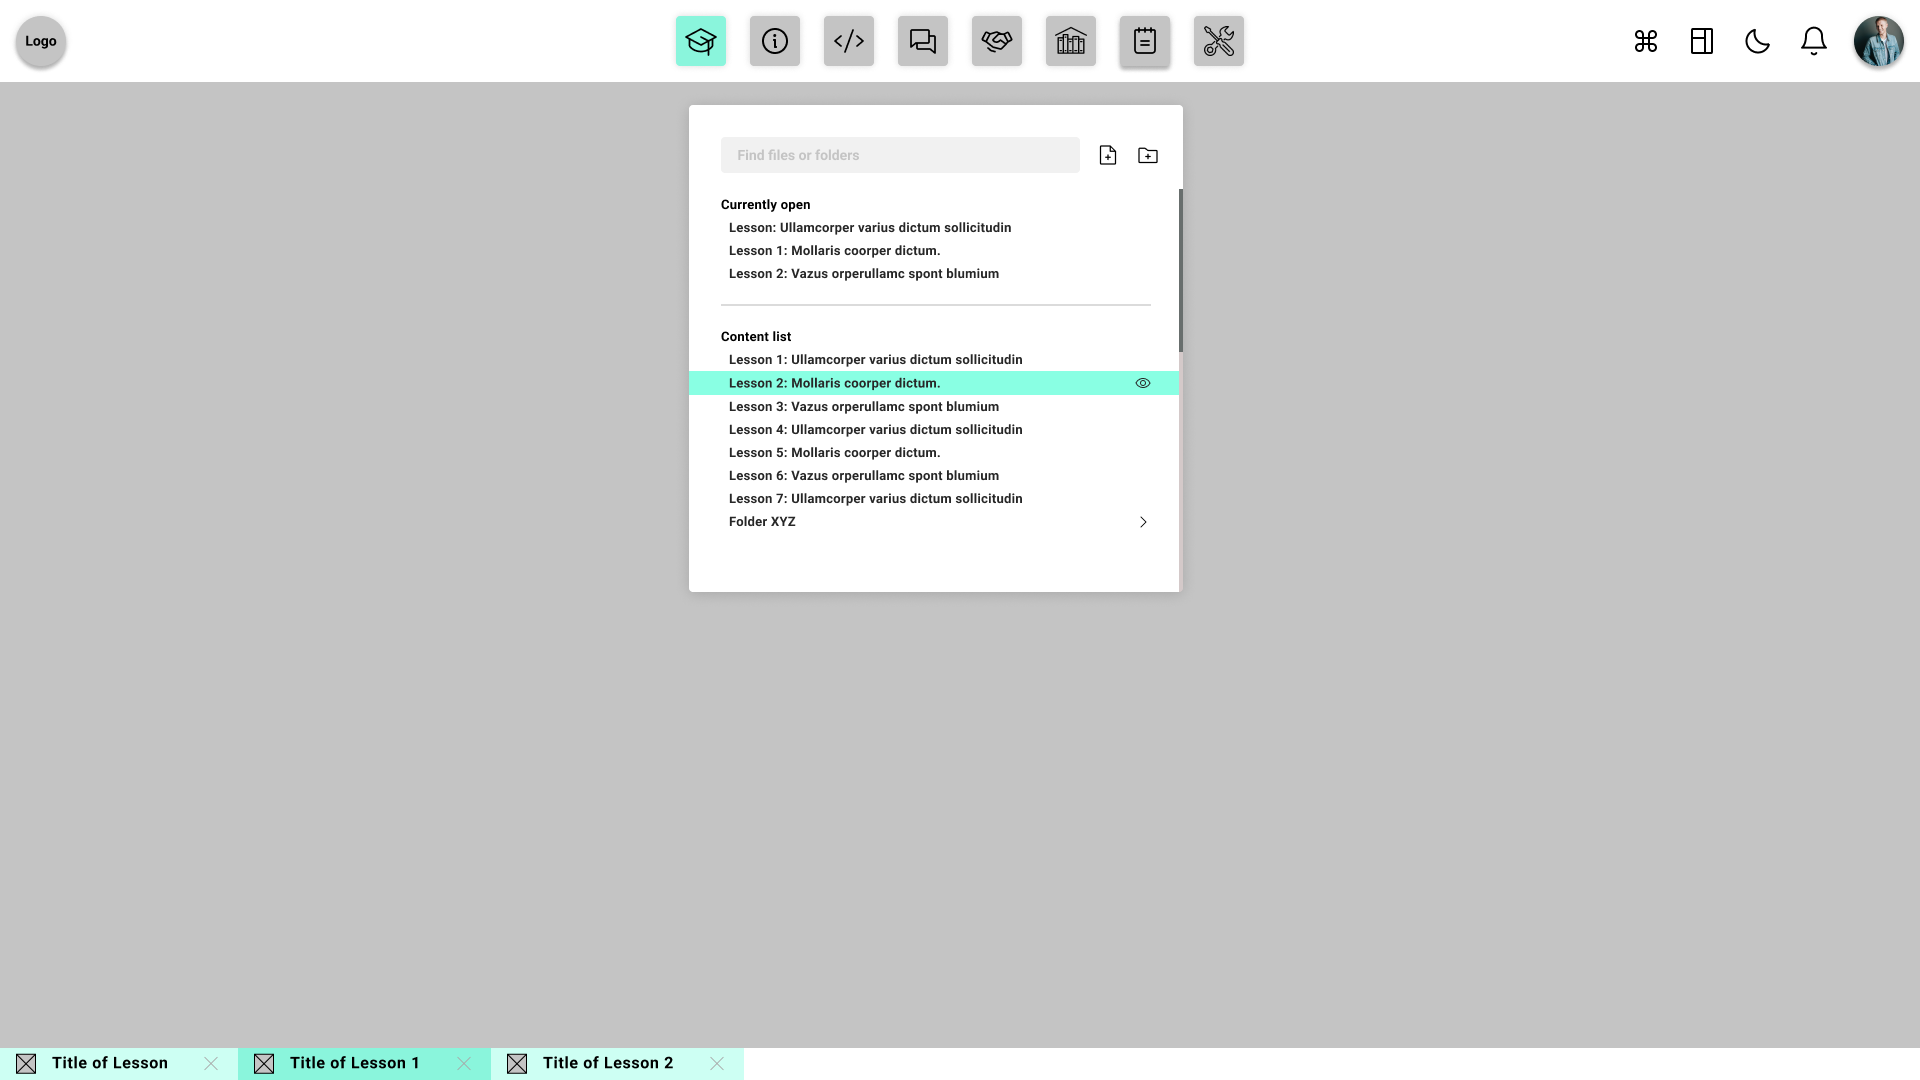 Logo
Find files or folders
Currently open
Lesson: Ullamcorper varius dictum sollicitudin
Lesson 1: Mollaris coorper dictum.
Lesson 2: Vazus orperullamc spont blumium
Content list
Lesson 1: Ullamcorper varius dictum sollicitudin
Lesson 2: Mollaris coorper dictum.
Lesson 3: Vazus orperullamc spont blumium
Lesson 4: Ullamcorper varius dictum sollicitudin
Lesson 5: Mollaris coorper dictum.
Lesson 6: Vazus orperullamc spont blumium
Lesson 7: Ullamcorper varius dictum sollicitudin
Folder XYZ
Title of Lesson
Title of Lesson 1
Title of Lesson 2